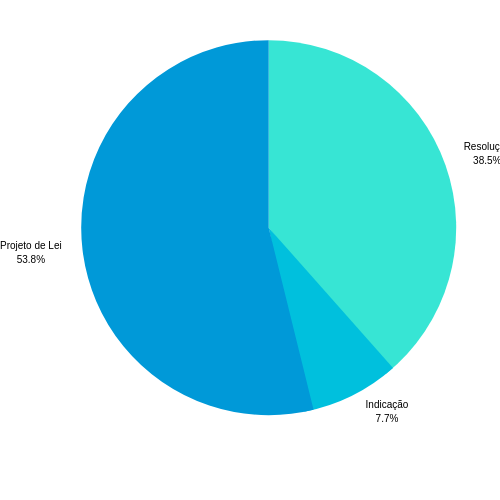 Resoluç
38.5%
Projeto de Lei
53.8%
Indicação
7.7%